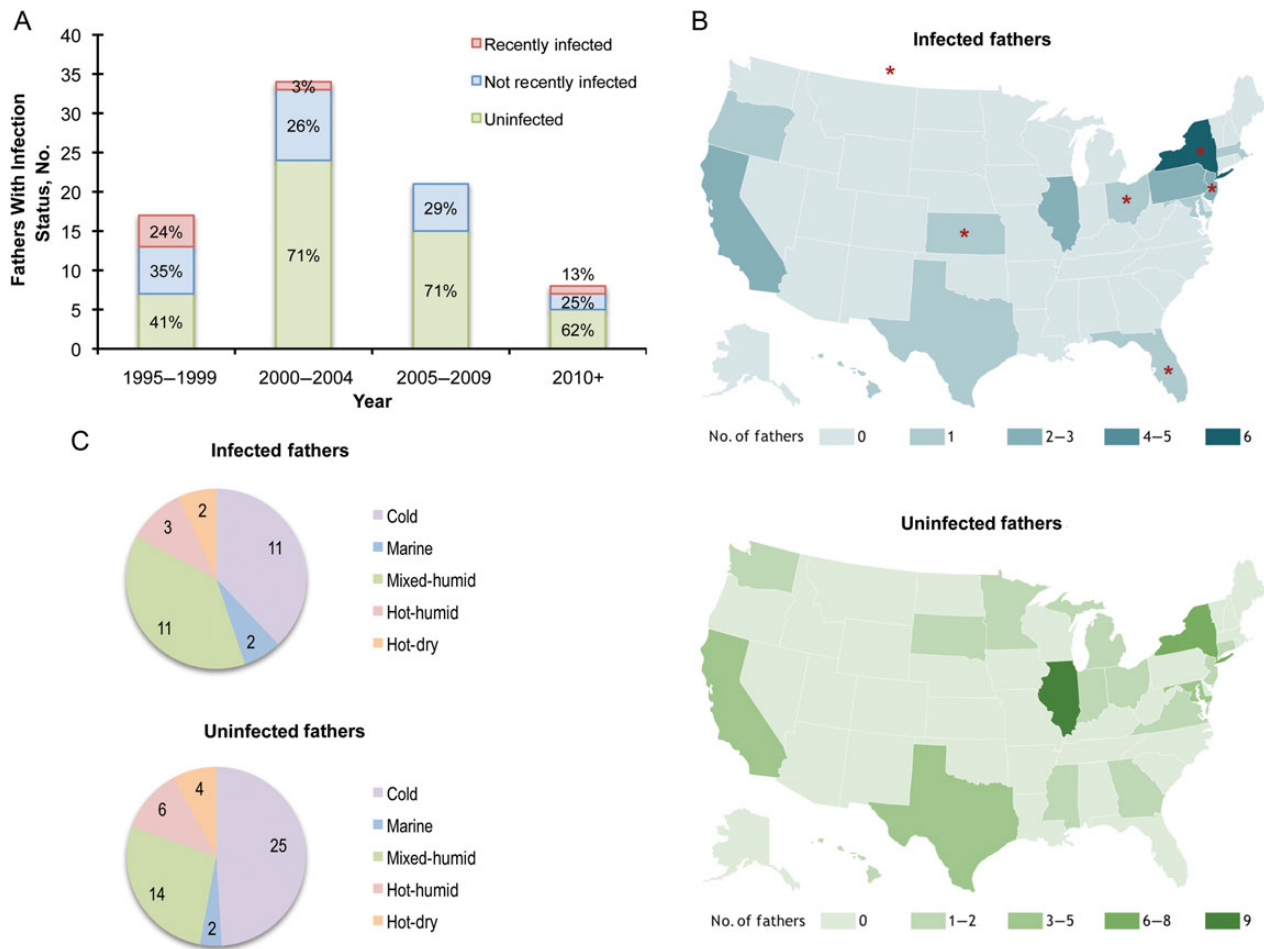 A
40
35
30
25
20
15
10
5
0
Fathers With Infection
Status, No.
Recently infected
Not recently infected
Uninfected
24%
35%
41%
3%
26%
71%
29%
71%
13%
25%
62%
1995–1999
2000–2004
2005–2009
2010+
Year
B
Infected fathers
*
*
*
*
*
*
No. of fathers 0 1 2–3 4–5 6
Uninfected fathers
No. of fathers 0 1–2 3–5 6–8 9
C
Infected fathers
2
3
11
11
2
Cold
Marine
Mixed-humid
Hot-humid
Hot-dry
Uninfected fathers
4
6
25
14
2
Cold
Marine
Mixed-humid
Hot-humid
Hot-dry